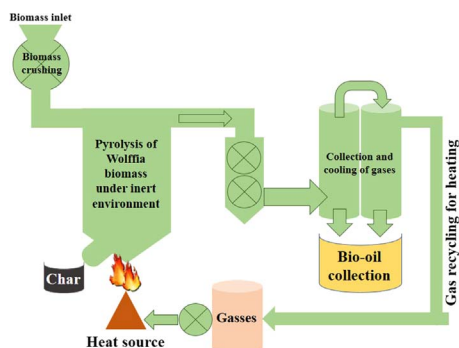 Biomass inlet
Biomass
crushing
Pyrolysis of
Wolffia
biomass
under inert
environment
Collection and
cooling of gases
Gas recycling for heating
Char
Bio-oil
collection
Gasses
Heat source